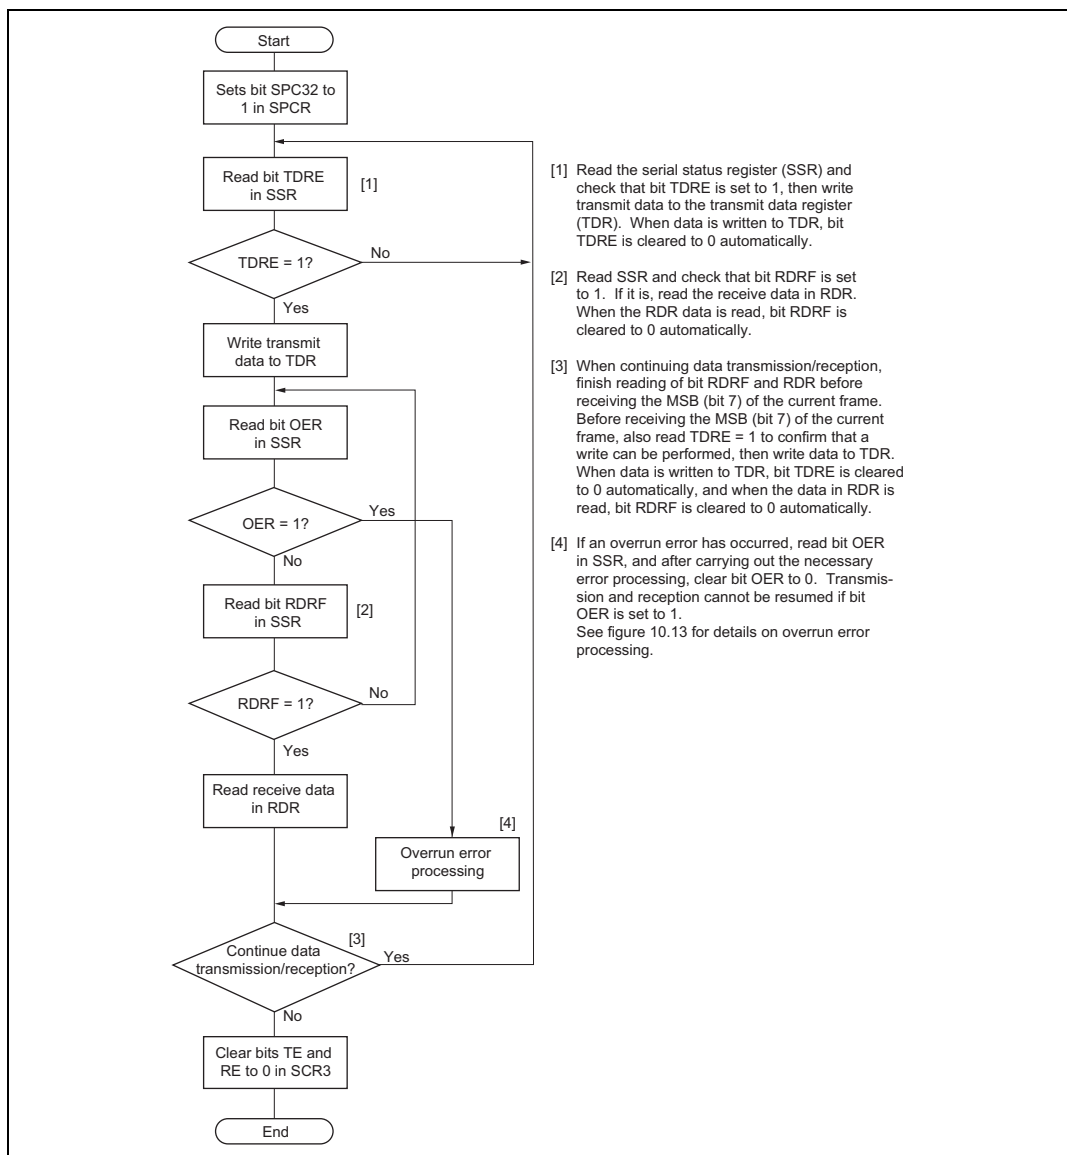 Start
Sets bit SPC32 to
1 in SPCR
Read bit TDRE
in SSR
[1]
TDRE = 1?
No
Yes
Write transmit
data to TDR
Read bit OER
in SSR
OER = 1?
Yes
No
Read bit RDRF
in SSR
[2]
RDRF = 1?
No
Yes
Read receive data
in RDR
[4]
Overrun error
processing
[3]
Continue data
transmission/reception?
Yes
No
Clear bits TE and
RE to 0 in SCR3
End
[1] Read the serial status register (SSR) and
check that bit TDRE is set to 1, then write
transmit data to the transmit data register
(TDR). When data is written to TDR, bit
TDRE is cleared to 0 automatically.
[2] Read SSR and check that bit RDRF is set
to 1. If it is, read the receive data in RDR.
When the RDR data is read, bit RDRF is
cleared to 0 automatically.
[3] When continuing data transmission/reception,
finish reading of bit RDRF and RDR before
receiving the MSB (bit 7) of the current frame.
Before receiving the MSB (bit 7) of the current
frame, also read TDRE = 1 to confirm that a
write can be performed, then write data to TDR.
When data is written to TDR, bit TDRE is cleared
to 0 automatically, and when the data in RDR is
read, bit RDRF is cleared to 0 automatically.
[4] If an overrun error has occurred, read bit OER
in SSR, and after carrying out the necessary
error processing, clear bit OER to 0. Transmis-
sion and reception cannot be resumed if bit
OER is set to 1.
See figure 10.13 for details on overrun error
processing.